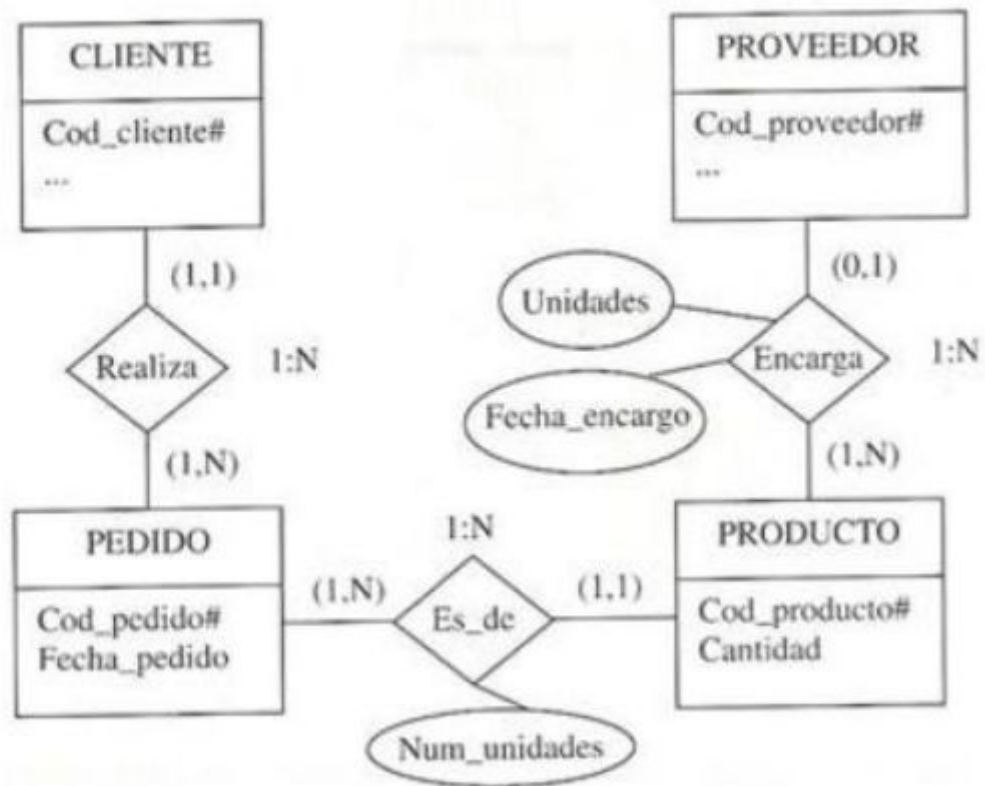 CLIENTE
Cod_cliente#
...
PROVEEDOR
Cod_proveedor#
...
(1,1)
Realiza
1:N
(1,N)
Unidades
Fecha_encargo
(0,1)
Encarga
1:N
(1,N)
PEDIDO
Cod_pedido#
Fecha_pedido
1:N
(1,N)
Es_de
(1,1)
Num_unidades
PRODUCTO
Cod_producto#
Cantidad